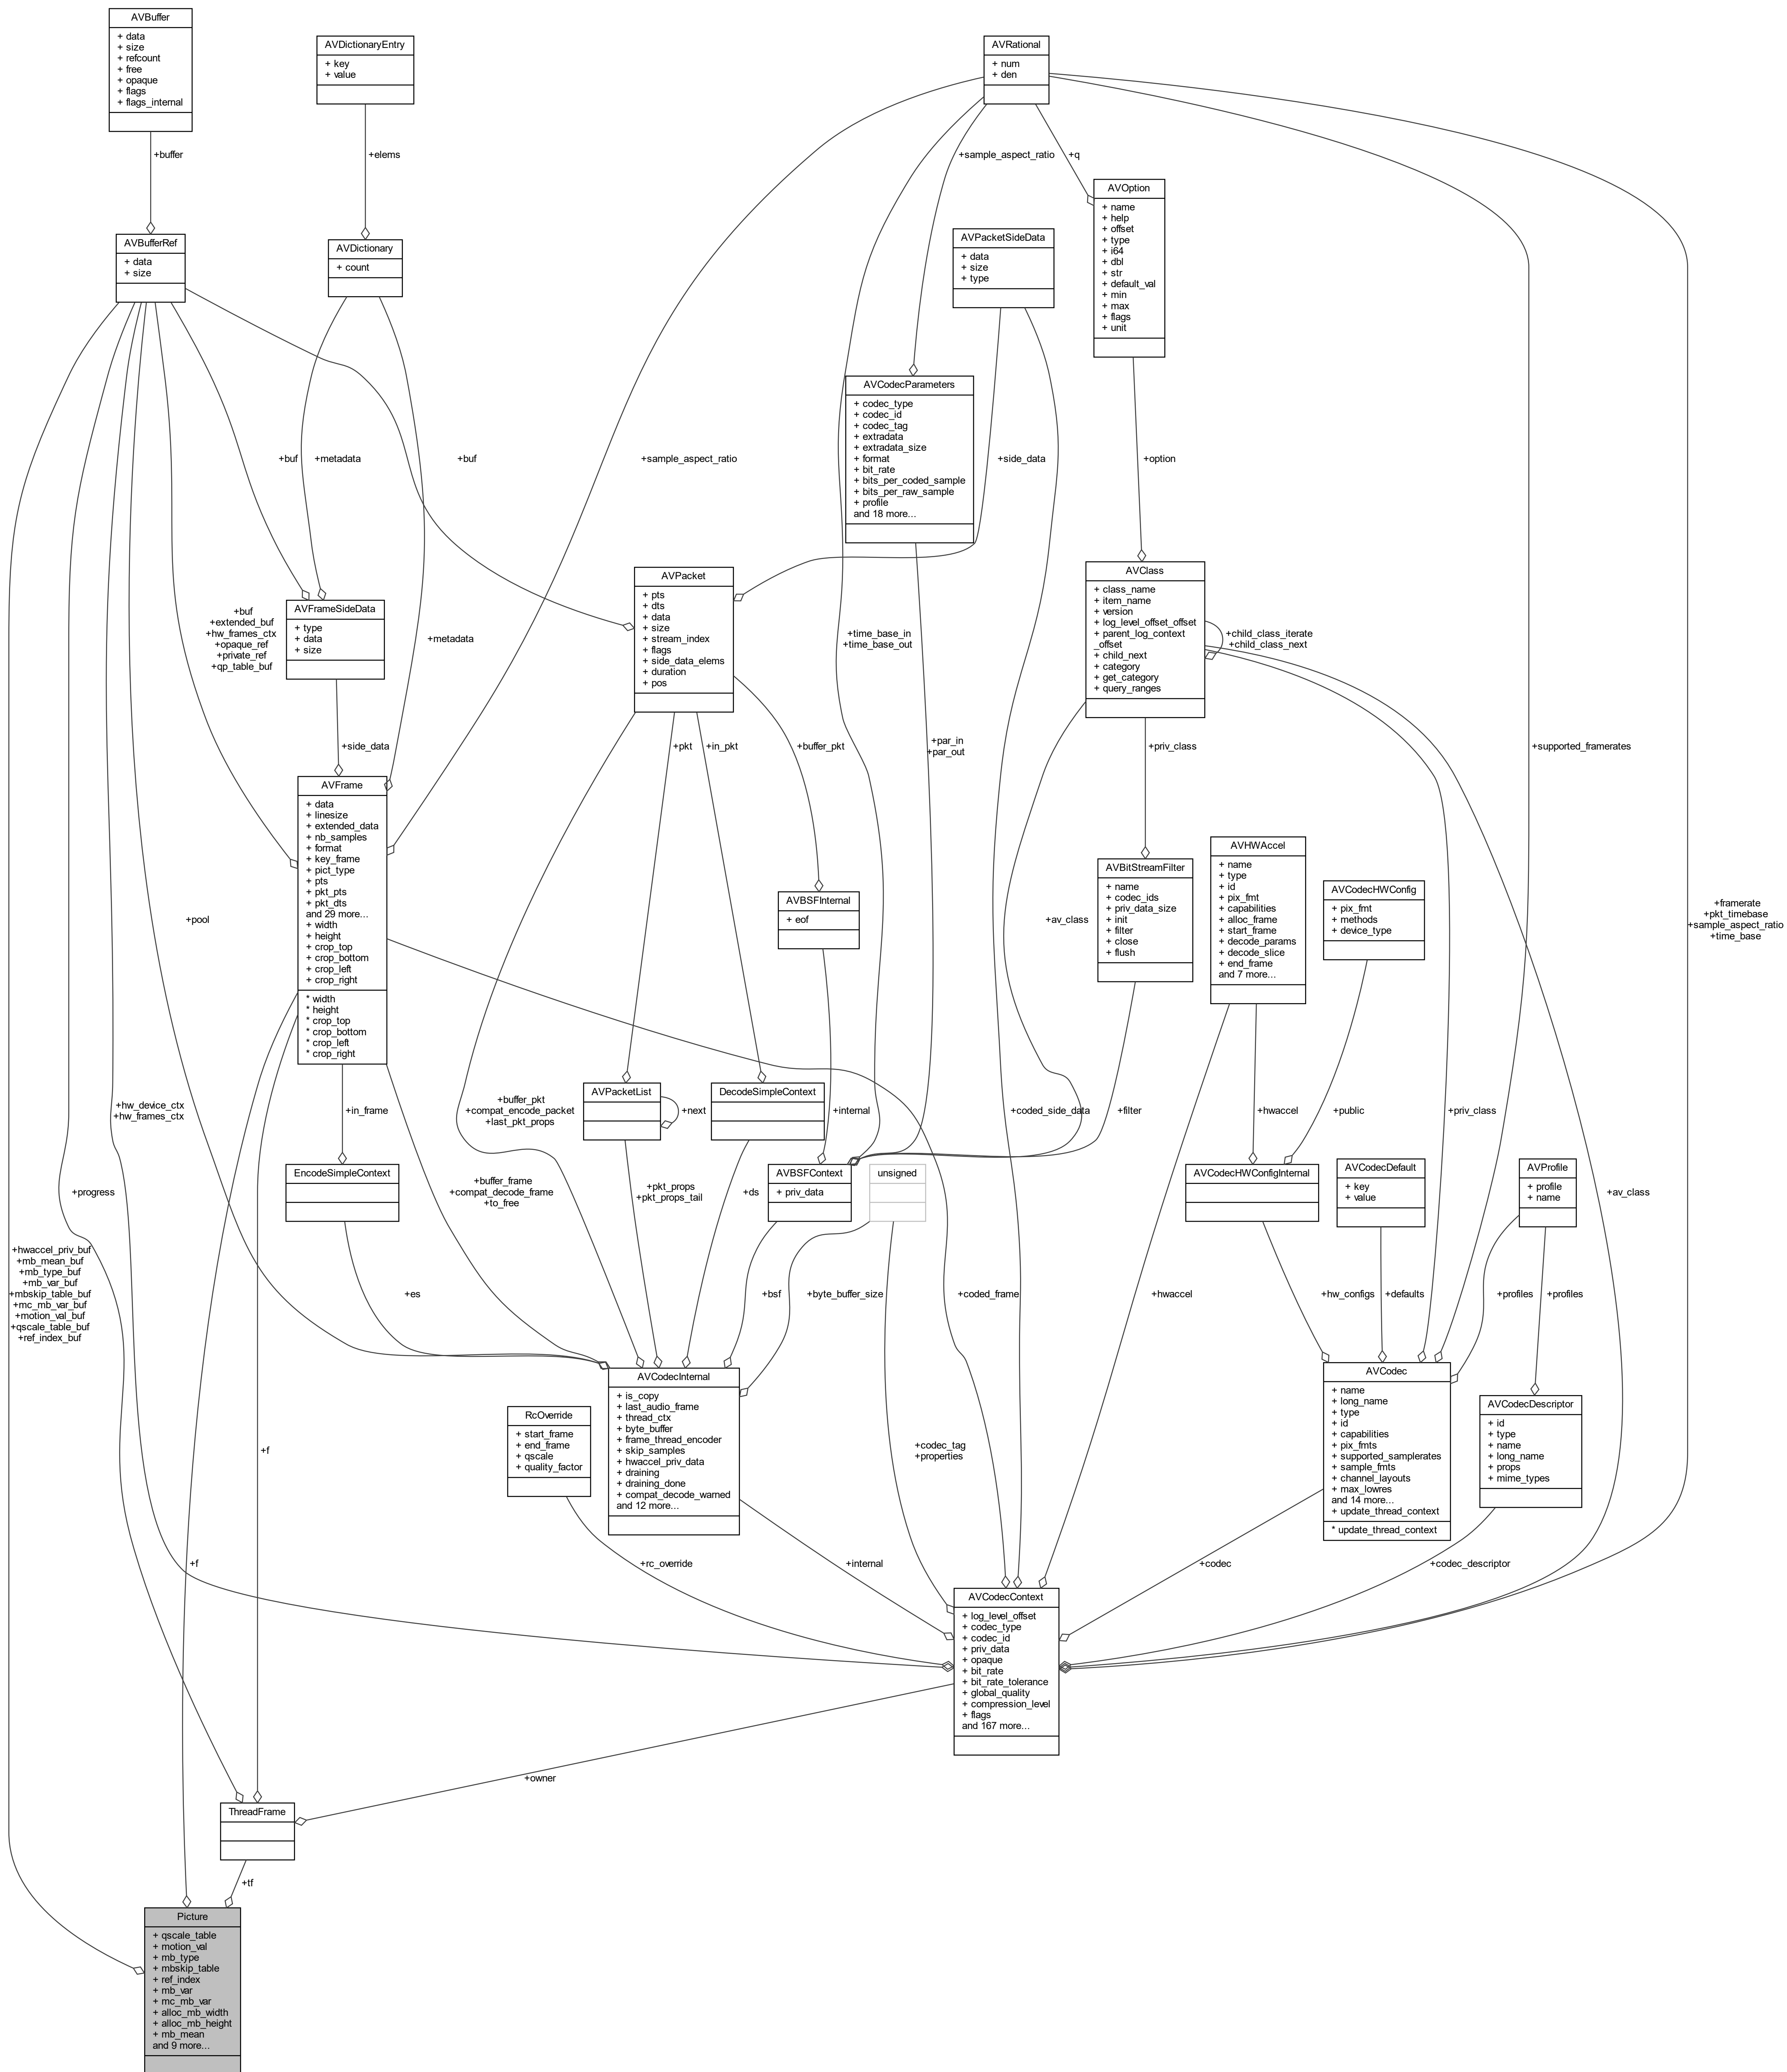 AVBuffer
+ data
+ size
+ refcount
+ free
+ opaque
+ flags
+ flags_internal
AVDictionaryEntry
+ key
+ value
AVRational
+ num
+ den
+buffer
+elems
+sample_aspect_ratio
+q
AVOption
+ name
+ help
+ offset
+ type
+ i64
+ dbl
+ str
+ default_val
+ min
+ max
+ flags
+ unit
AVBufferRef
+ data
+ size
AVDictionary
+ count
AVPacketSideData
+ data
+ size
+ type
AVCodecParameters
+ codec_type
+ codec_id
+ codec_tag
+ extradata
+ extradata_size
+ format
+ bit_rate
+ bits_per_coded_sample
+ bits_per_raw_sample
+ profile
and 18 more...
+buf
+metadata
+buf
+sample_aspect_ratio
+side_data
+option
AVClass
+ class_name
+ item_name
+ version
+ log_level_offset_offset
+ parent_log_context
_offset
+ child_next
+ category
+ get_category
+ query_ranges
+child_class_iterate
+child_class_next
AVPacket
+ pts
+ dts
+ data
+ size
+ stream_index
+ flags
+ side_data_elems
+ duration
+ pos
AVFrameSideData
+ type
+ data
+ size
+buf
+extended_buf
+hw_frames_ctx
+opaque_ref
+private_ref
+qp_table_buf
+metadata
+time_base_in
+time_base_out
+side_data
+pkt
+in_pkt
+buffer_pkt
+par_in
+par_out
+priv_class
+supported_framerates
AVFrame
+ data
+ linesize
+ extended_data
+ nb_samples
+ format
+ key_frame
+ pict_type
+ pts
+ pkt_pts
+ pkt_dts
and 29 more...
+ width
+ height
+ crop_top
+ crop_bottom
+ crop_left
+ crop_right
* width
* height
* crop_top
* crop_bottom
* crop_left
* crop_right
AVBSFInternal
+ eof
AVBitStreamFilter
+ name
+ codec_ids
+ priv_data_size
+ init
+ filter
+ close
+ flush
AVHWAccel
+ name
+ type
+ id
+ pix_fmt
+ capabilities
+ alloc_frame
+ start_frame
+ decode_params
+ decode_slice
+ end_frame
and 7 more...
AVCodecHWConfig
+ pix_fmt
+ methods
+ device_type
+pool
+av_class
+framerate
+pkt_timebase
+sample_aspect_ratio
+time_base
+hw_device_ctx
+hw_frames_ctx
+in_frame
+buffer_pkt
+compat_encode_packet
+last_pkt_props
AVPacketList
+next
DecodeSimpleContext
+internal
+coded_side_data
+filter
+hwaccel
+public
+priv_class
+progress
EncodeSimpleContext
+buffer_frame
+compat_decode_frame
+to_free
+pkt_props
+pkt_props_tail
+ds
AVBSFContext
+ priv_data
unsigned
AVCodecHWConfigInternal
AVCodecDefault
+ key
+ value
AVProfile
+ profile
+ name
+av_class
+hwaccel_priv_buf
+mb_mean_buf
+mb_type_buf
+mb_var_buf
+mbskip_table_buf
+mc_mb_var_buf
+motion_val_buf
+qscale_table_buf
+ref_index_buf
+es
+bsf
+byte_buffer_size
+coded_frame
+hwaccel
+hw_configs
+defaults
+profiles
+profiles
AVCodecInternal
+ is_copy
+ last_audio_frame
+ thread_ctx
+ byte_buffer
+ frame_thread_encoder
+ skip_samples
+ hwaccel_priv_data
+ draining
+ draining_done
+ compat_decode_warned
and 12 more...
RcOverride
+ start_frame
+ end_frame
+ qscale
+ quality_factor
AVCodec
+ name
+ long_name
+ type
+ id
+ capabilities
+ pix_fmts
+ supported_samplerates
+ sample_fmts
+ channel_layouts
+ max_lowres
and 14 more...
+ update_thread_context
* update_thread_context
AVCodecDescriptor
+ id
+ type
+ name
+ long_name
+ props
+ mime_types
+f
+codec_tag
+properties
+f
+rc_override
+internal
+codec
+codec_descriptor
AVCodecContext
+ log_level_offset
+ codec_type
+ codec_id
+ priv_data
+ opaque
+ bit_rate
+ bit_rate_tolerance
+ global_quality
+ compression_level
+ flags
and 167 more...
+owner
ThreadFrame
+tf
Picture
+ qscale_table
+ motion_val
+ mb_type
+ mbskip_table
+ ref_index
+ mb_var
+ mc_mb_var
+ alloc_mb_width
+ alloc_mb_height
+ mb_mean
and 9 more...